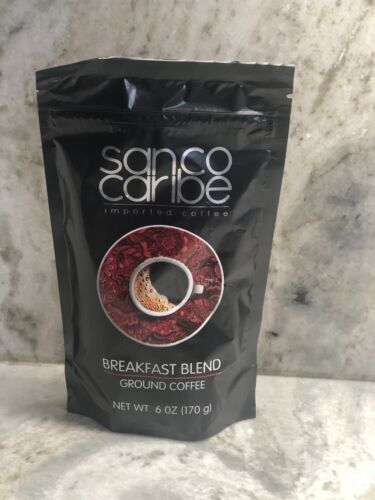 sanco
caribe
imported coffee
BREAKFAST BLEND
GROUND COFFEE
NET WT. 6 OZ (170 g)